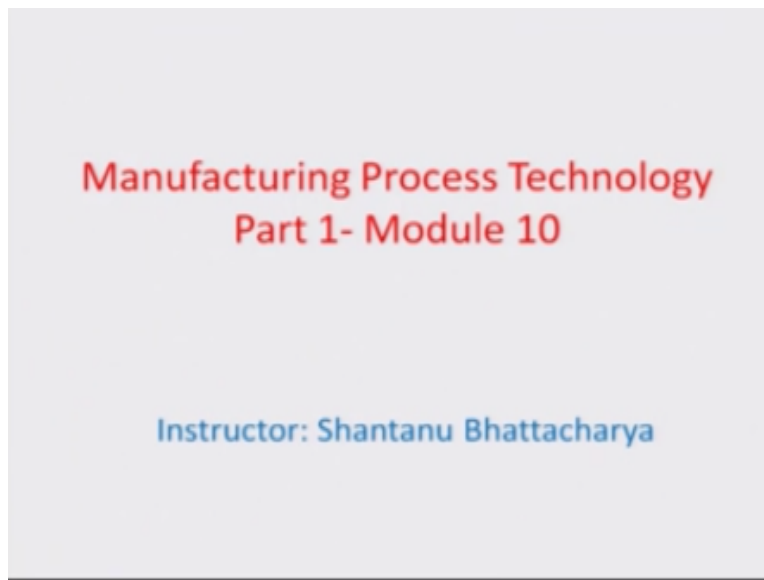 Manufacturing Process Technology
Part 1- Module 10
Instructor: Shantanu Bhattacharya